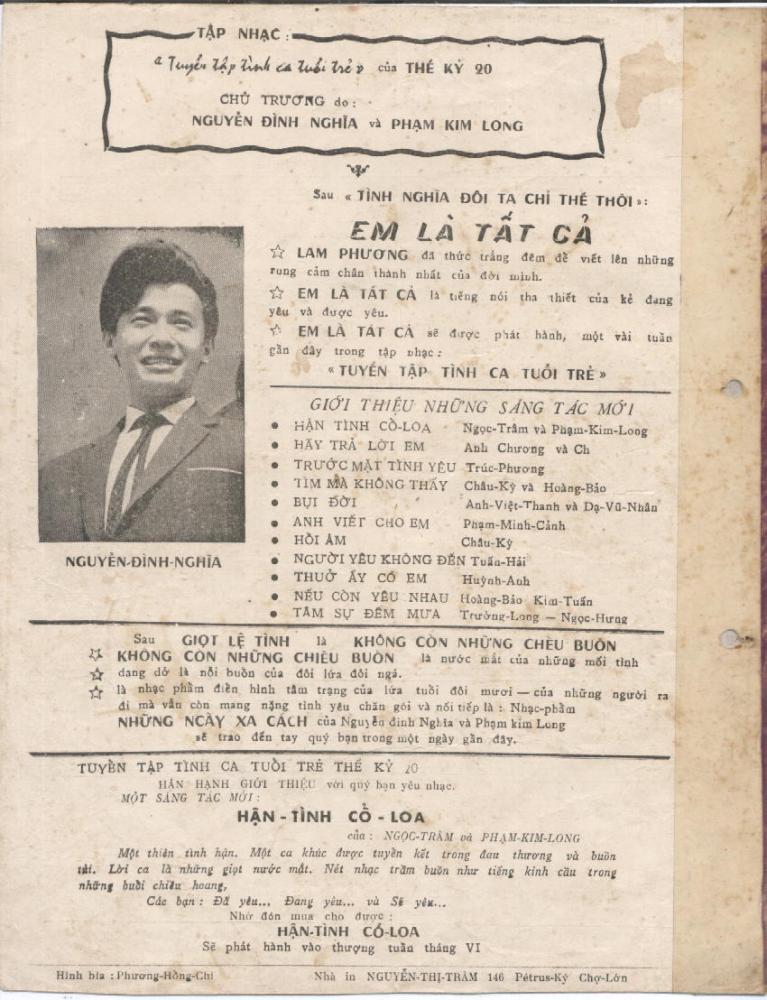 TẬP NHẠC :
« Tuyển tập tình ca tuổi trẻ » của THẾ KỶ 20
CHỦ TRƯƠNG do :
NGUYỄN ĐÌNH NGHĨA và PHẠM KIM LONG
Sau « TÌNH NGHĨA ĐÔI TA CHỈ THẾ THÔI »:
EM LÀ TẤT CẢ
☆ LAM PHƯƠNG đã thức trắng đêm để viết lên những
rung cảm chân thành nhất của đời mình.
☆ EM LÀ TẤT CẢ là tiếng nói tha thiết của kẻ đang
yêu và được yêu.
☆ EM LÀ TẤT CẢ sẽ được phát hành, một vài tuần
gần đây trong tập nhạc :
« TUYỂN TẬP TÌNH CA TUỔI TRẺ »
NGUYỄN-ĐÌNH-NGHĨA
GIỚI THIỆU NHỮNG SÁNG TÁC MỚI
• HẬN TÌNH CỔ-LOA Ngọc-Trâm và Phạm-Kim-Long
• HÃY TRẢ LỜI EM Anh Chương và Ch
• TRƯỚC MẶT TÌNH YÊU Trúc-Phương
• TÌM MÀ KHÔNG THẤY Châu-Kỳ và Hoàng-Bảo
• BỤI ĐỜI Anh-Việt-Thanh và Dạ-Vũ-Nhân
• ANH VIẾT CHO EM Phạm-Minh-Cảnh
• HỒI ÂM Châu-Kỳ
• NGƯỜI YÊU KHÔNG ĐẾN Tuấn-Hải
• THUỞ ẤY CÓ EM Huỳnh-Anh
• NẾU CÒN YÊU NHAU Hoàng-Bảo Kim-Tuấn
• TÂM SỰ ĐÊM MƯA Trường-Long — Ngọc-Hưng
Sau GIỌT LỆ TÌNH là KHÔNG CÒN NHỮNG CHIỀU BUỒN
☆ KHÔNG CÒN NHỮNG CHIỀU BUỒN là nước mắt của những mối tình
☆ dang dở là nỗi buồn của đôi lứa đôi ngả.
☆ là nhạc phẩm điển hình tâm trạng của lứa tuổi đôi mươi — của những người ra
đi mà vẫn còn mang nặng tình yêu chăn gối và nối tiếp là : Nhạc-phẩm
NHỮNG NGÀY XA CÁCH của Nguyễn đình Nghĩa và Phạm kim Long
sẽ trao đến tay quý bạn trong một ngày gần đây.
TUYỂN TẬP TÌNH CA TUỔI TRẺ THẾ KỶ 20
HÂN HẠNH GIỚI THIỆU với quý bạn yêu nhạc.
MỘT SÁNG TÁC MỚI :
HẬN - TÌNH CỔ - LOA
của : NGỌC-TRÂM và PHẠM-KIM-LONG
Một thiên tình hận. Một ca khúc được tuyển kết trong đau thương và buồn
tủi. Lời ca là những giọt nước mắt. Nét nhạc trầm buồn như tiếng kinh cầu trong
những buổi chiều hoang,
Các bạn : Đã yêu... Đang yêu... và Sẽ yêu...
Nhớ đón mua cho được :
HẬN-TÌNH CỔ-LOA
Sẽ phát hành vào thượng tuần tháng VI
Hình bìa : Phương-Hồng-Chi Nhà in NGUYỄN-THỊ-TRÂM 146 Pétrus-Ký Chợ-Lớn